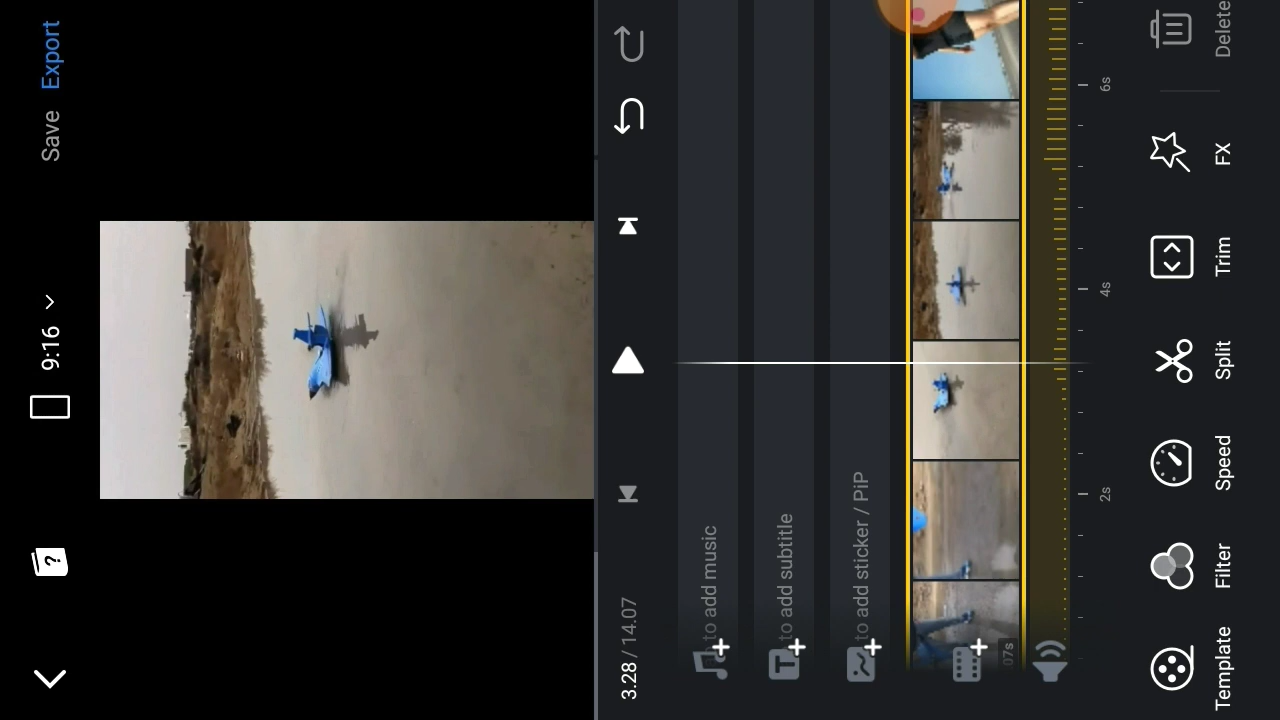 9:16
Save
Export
3.28 / 14.07
to add music
to add subtitle
T
to add sticker / PiP
07s
2s
4s
6s
Template
Filter
Speed
Split
Trim
FX
Delete